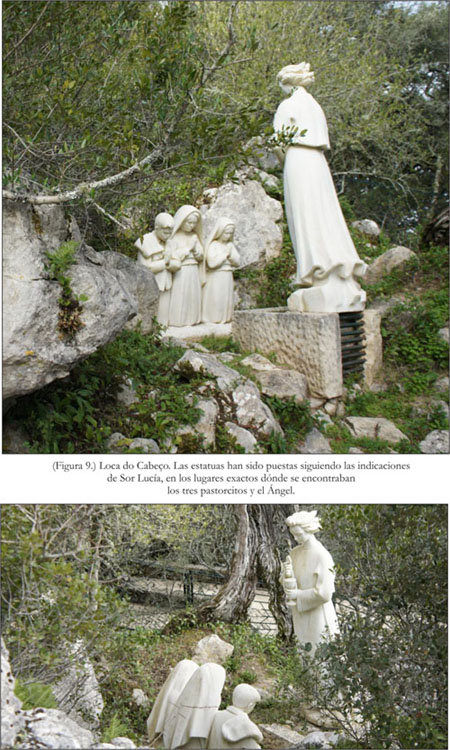 (Figura 9.) Loca do Cabeço. Las estatuas han sido puestas siguiendo las indicaciones
de Sor Lucía, en los lugares exactos dónde se encontraban
los tres pastorcitos y el Ángel.